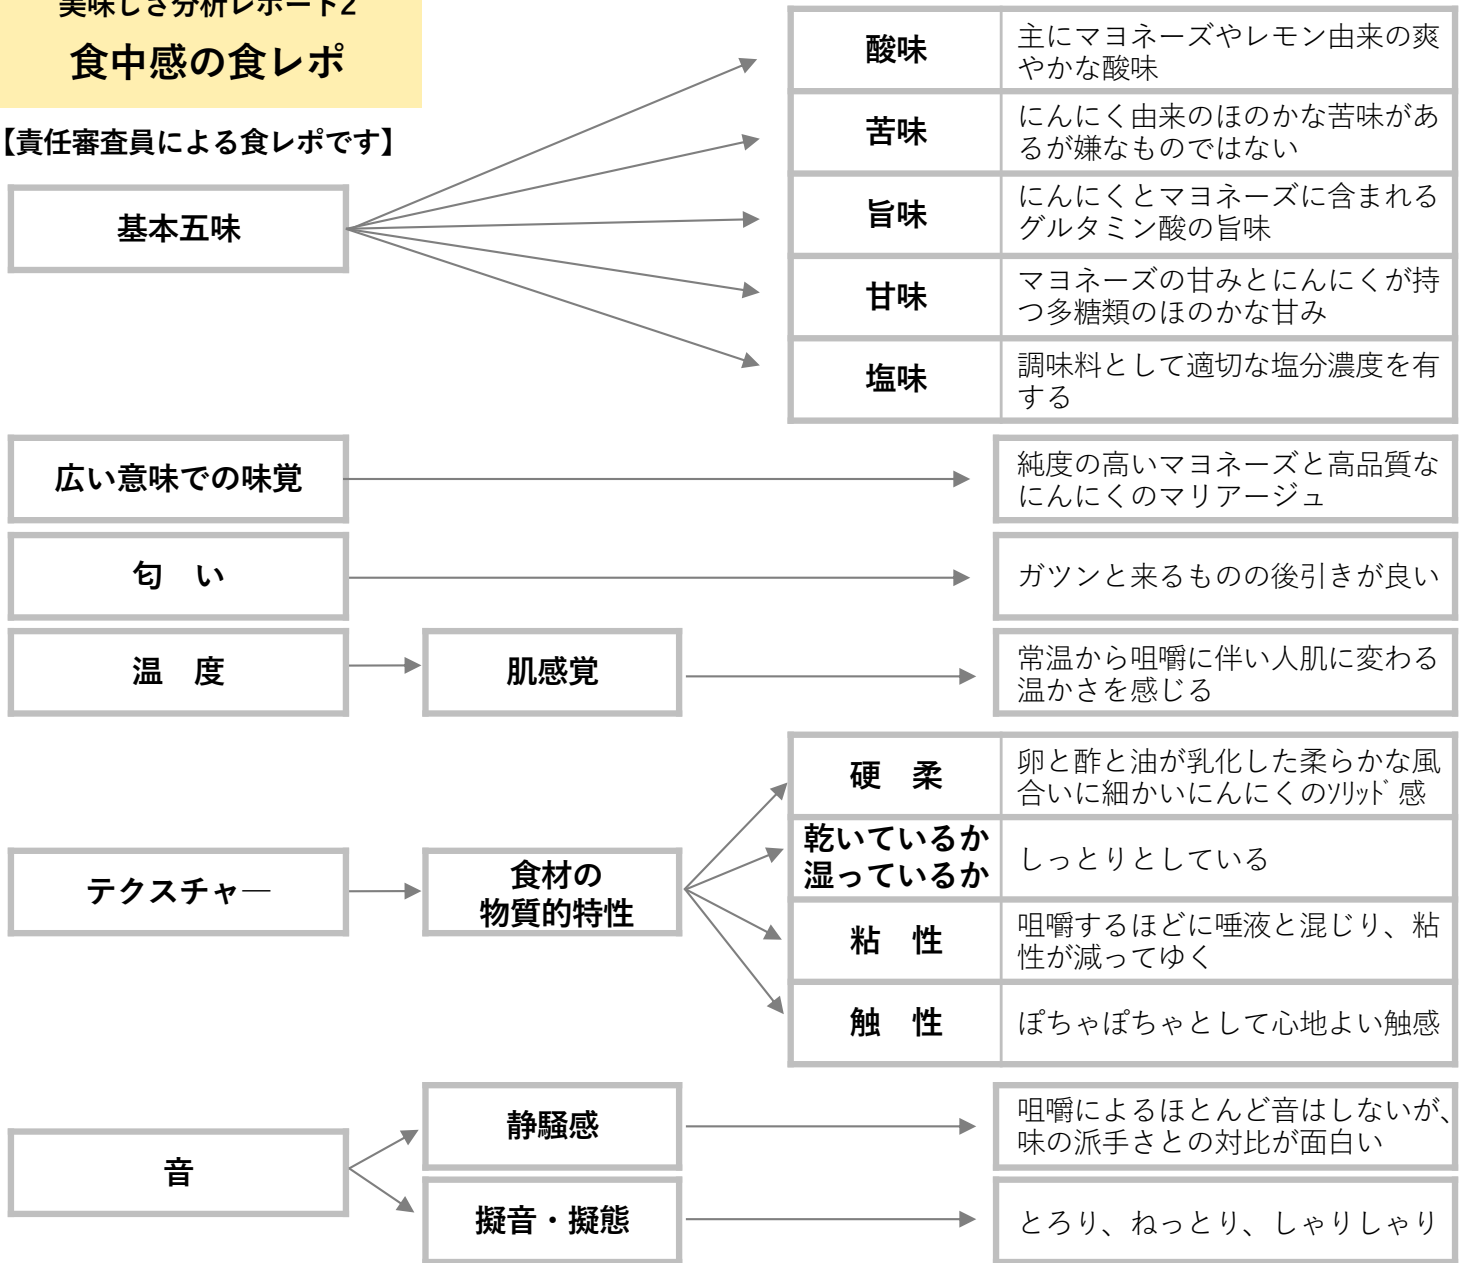 美味しさ分析レポート2
食中感の食レポ
【責任審査員による食レポです】
基本五味
酸味
主にマヨネーズやレモン由来の爽
やかな酸味
苦味
にんにく由来のほのかな苦味があ
るが嫌なものではない
旨味
にんにくとマヨネーズに含まれる
グルタミン酸の旨味
甘味
マヨネーズの甘みとにんにくが持
つ多糖類のほのかな甘み
塩味
調味料として適切な塩分濃度を有
する
広い意味での味覚
純度の高いマヨネーズと高品質な
にんにくのマリアージュ
匂　い
ガツンと来るものの後引きが良い
温　度
肌感覚
常温から咀嚼に伴い人肌に変わる
温かさを感じる
テクスチャ―
食材の
物質的特性
硬　柔
卵と酢と油が乳化した柔らかな風
合いに細かいにんにくのｿﾘｯﾄﾞ感
乾いているか
湿っているか
しっとりとしている
粘　性
咀嚼するほどに唾液と混じり、粘
性が減ってゆく
触　性
ぽちゃぽちゃとして心地よい触感
音
静騒感
咀嚼によるほとんど音はしないが、
味の派手さとの対比が面白い
擬音・擬態
とろり、ねっとり、しゃりしゃり